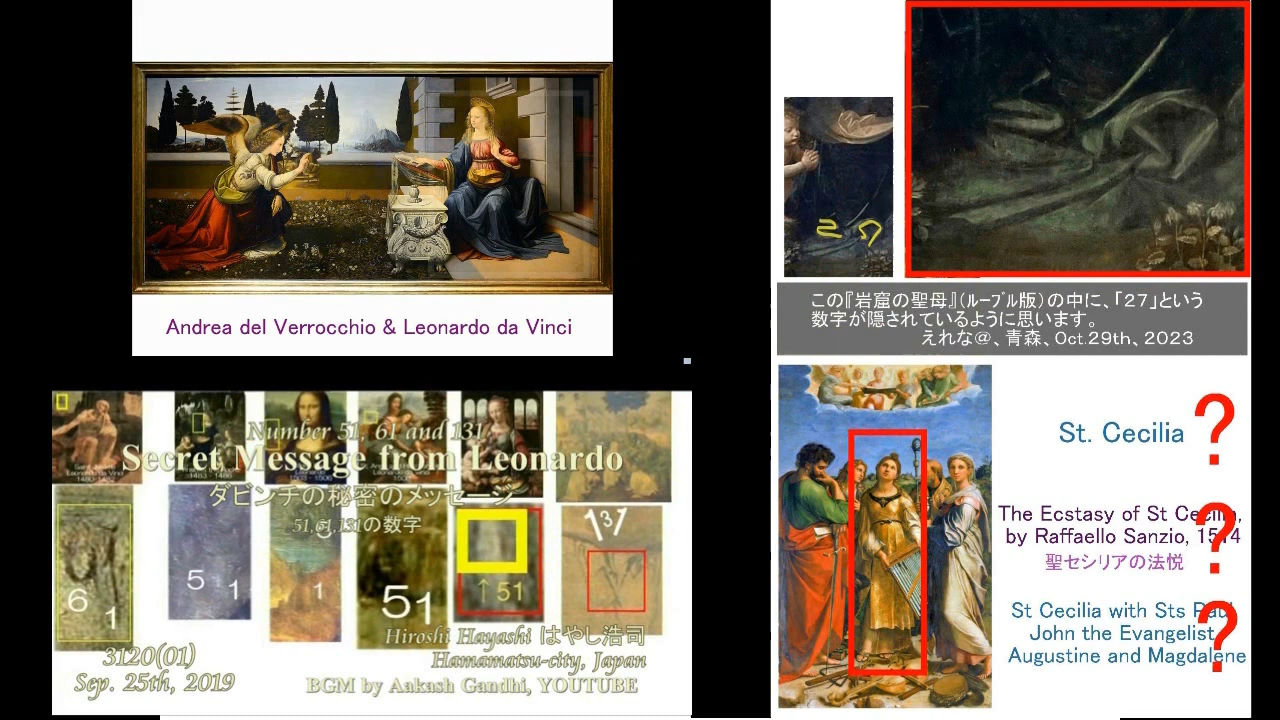 Andrea del Verrocchio & Leonardo da Vinci
Number 51, 61 and 131
Secret Message from Leonardo
ダビンチの秘密のメッセージ
51,61,131の数字
6 1
5 1
1
51
↑51
131
Hiroshi Hayashi はやし浩司
Hamamatsu-city, Japan
3120(01)
Sep. 25th, 2019
BGM by Aakash Gandhi, YOUTUBE
27
この『岩窟の聖母』(ルーブル版)の中に、「27」という
数字が隠されているように思います。
えれな@、青森、Oct.29th、2023
St. Cecilia ?
The Ecstasy of St Cecilia,
by Raffaello Sanzio, 1514
?
聖セシリアの法悦
St Cecilia with Sts Paul
John the Evangelist
?
Augustine and Magdalene